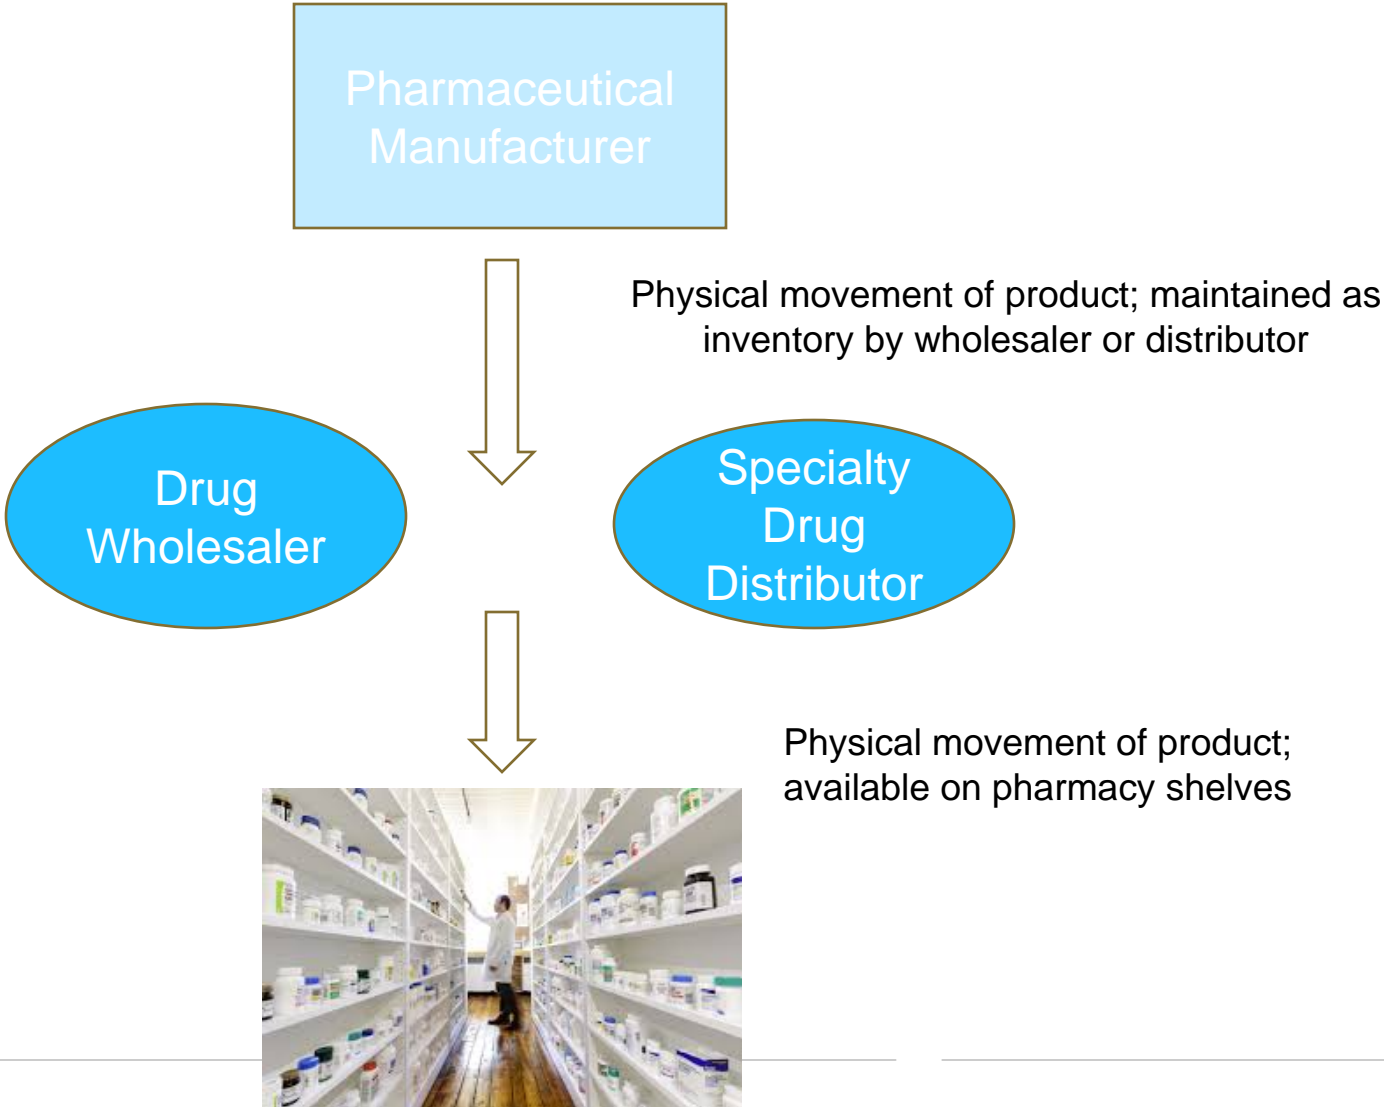 Pharmaceutical
Manufacturer
Physical movement of product; maintained as
inventory by wholesaler or distributor
Drug
Wholesaler
Specialty
Drug
Distributor
Physical movement of product;
available on pharmacy shelves